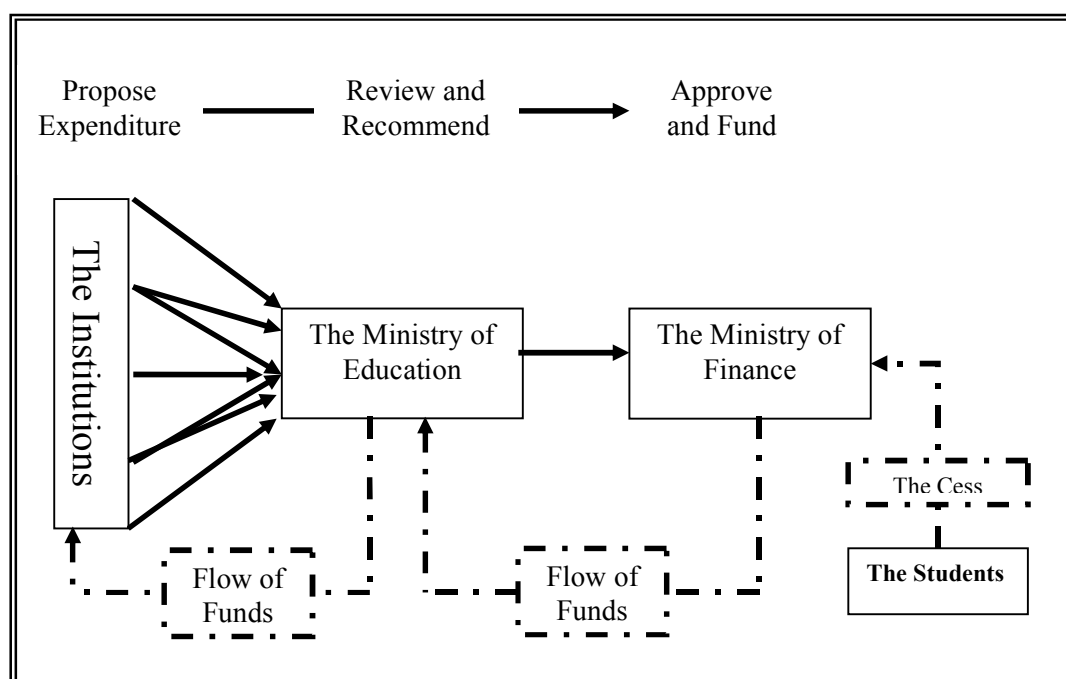 Propose
Expenditure
Review and
Recommend
Approve
and Fund
The Institutions
The Ministry of
Education
The Ministry of
Finance
The Cess
The Students
Flow of
Funds
Flow of
Funds